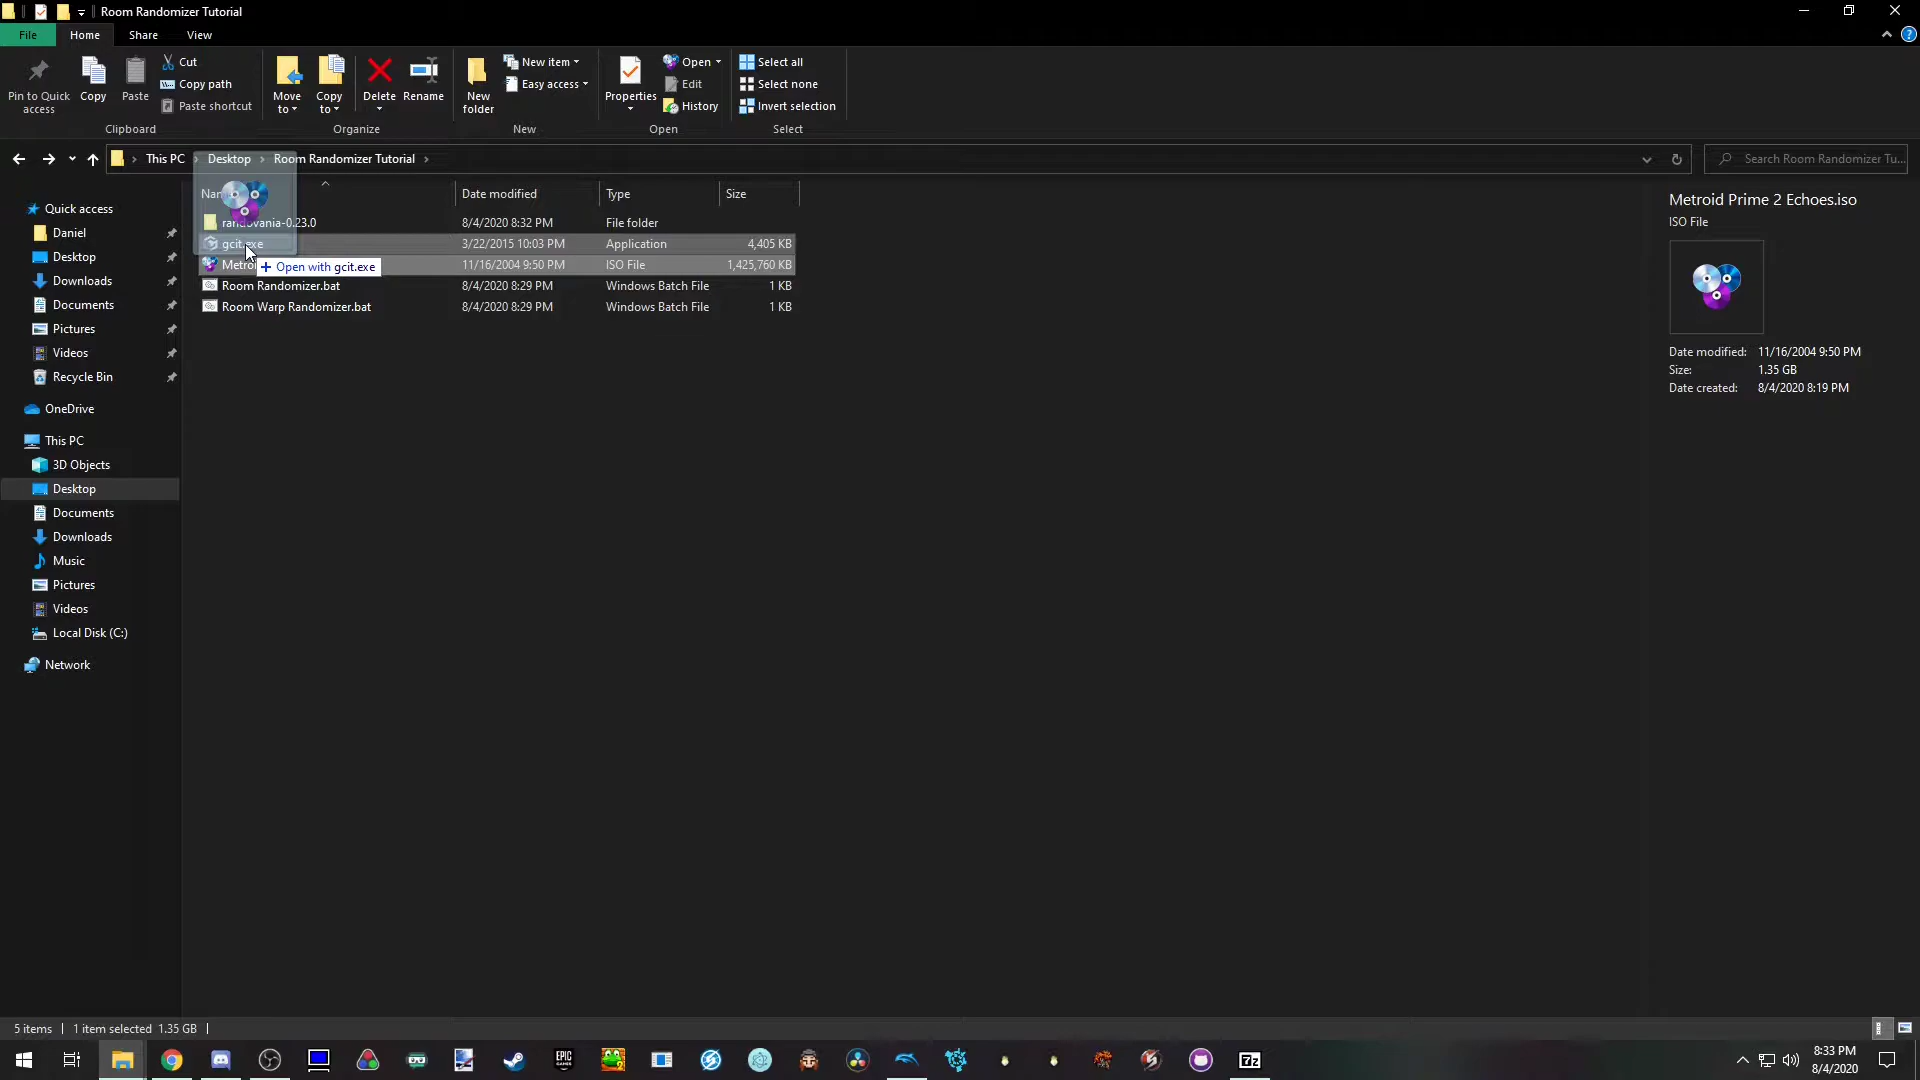 Room Randomizer Tutorial
File
Home
Share
View
Pin to Quick access
Copy
Paste
Cut
Copy path
Paste shortcut
Clipboard
Move to
Copy to
Delete
Rename
Organize
New folder
New item
Easy access
New
Properties
Open
Edit
History
Open
Select all
Select none
Invert selection
Select
This PC
Desktop
Room Randomizer Tutorial
Search Room Randomizer Tu...
Date modified
Type
Size
randovania-0.23.0
8/4/2020 8:32 PM
File folder
gcit.exe
3/22/2015 10:03 PM
Application
4,405 KB
11/16/2004 9:50 PM
ISO File
1,425,760 KB
+ Open with gcit.exe
Room Randomizer.bat
8/4/2020 8:29 PM
Windows Batch File
1 KB
Room Warp Randomizer.bat
8/4/2020 8:29 PM
Windows Batch File
1 KB
Quick access
Daniel
Desktop
Downloads
Documents
Pictures
Videos
Recycle Bin
OneDrive
This PC
3D Objects
Desktop
Documents
Downloads
Music
Pictures
Videos
Local Disk (C:)
Network
Metroid Prime 2 Echoes.iso
ISO File
Date modified: 11/16/2004 9:50 PM
Size: 1.35 GB
Date created: 8/4/2020 8:19 PM
5 items
1 item selected 1.35 GB
EPIC GAMES
7z
8:33 PM
8/4/2020